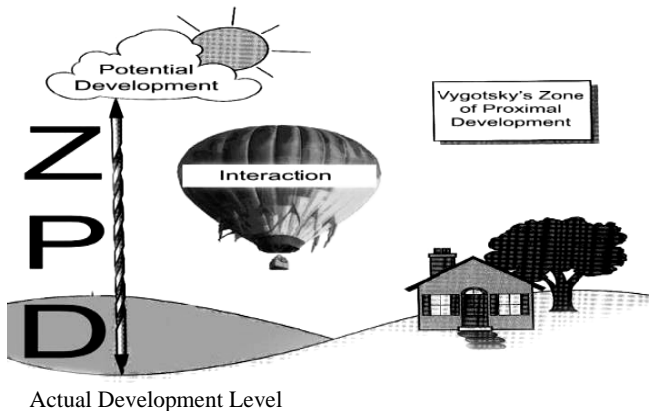 Potential
Development
Vygotsky's Zone
of Proximal
Development
Interaction
Z
P
D
Actual Development Level